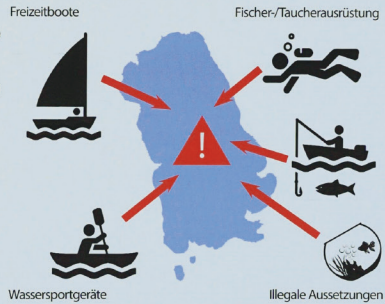 Freizeitboote
Fischer-/Taucherausrüstung
!
Wassersportgeräte
Illegale Aussetzungen